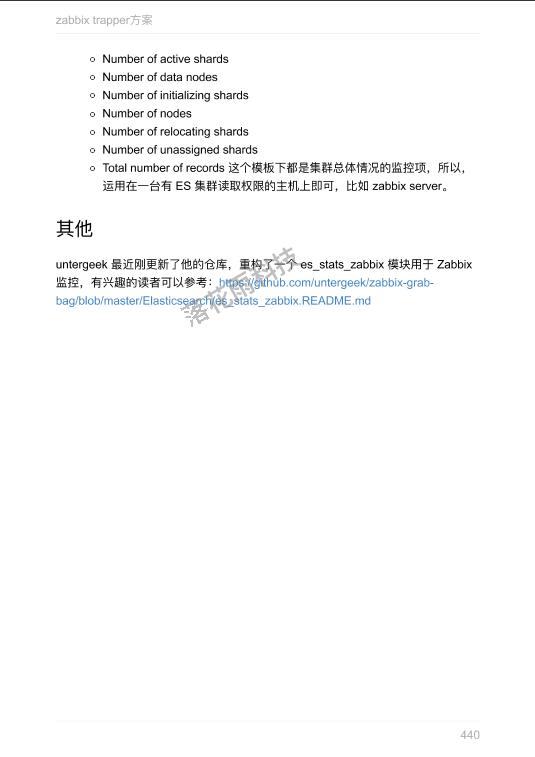 zabbix trapper方案
Number of active shards
Number of data nodes
Number of initializing shards
Number of nodes
Number of relocating shards
Number of unassigned shards
Total number of records 这个模板下都是集群总体情况的监控项，所以，
运用在一台有 ES 集群读取权限的主机上即可，比如 zabbix server。
其他
untergeek 最近刚更新了他的仓库，重构了一个 es_stats_zabbix 模块用于 Zabbix
监控，有兴趣的读者可以参考：https://github.com/untergeek/zabbix-grab-
bag/blob/master/Elasticsearch/es_stats_zabbix.README.md
落花雨科技
440